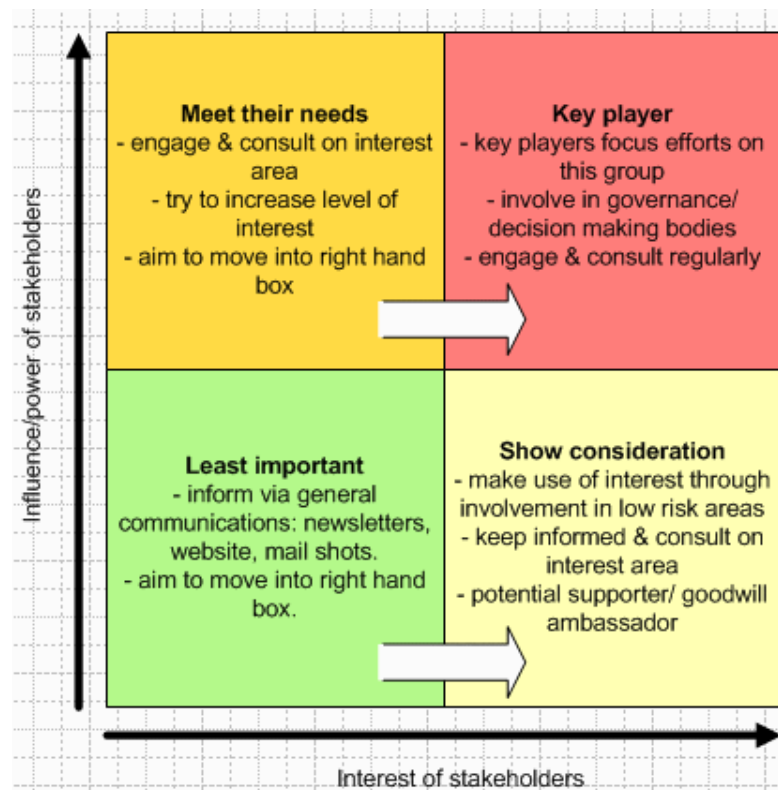 Influence/power of stakeholders
Meet their needs
- engage & consult on interest
area
- try to increase level of
interest
- aim to move into right hand
box
Key player
- key players focus efforts on
this group
- involve in governance/
decision making bodies
- engage & consult regularly
Least important
- inform via general
communications: newsletters,
website, mail shots.
- aim to move into right hand
box.
Show consideration
- make use of interest through
involvement in low risk areas
- keep informed & consult on
interest area
- potential supporter/ goodwill
ambassador
Interest of stakeholders